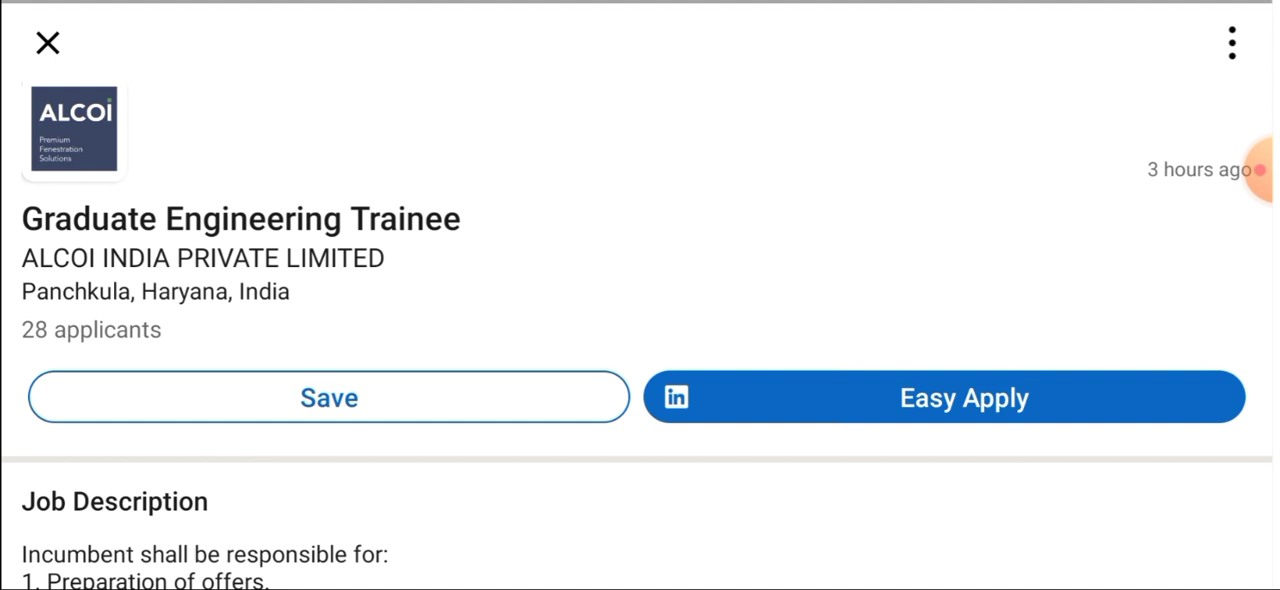 ALCOI
Premium
Fenestration
Solutions
3 hours ago
Graduate Engineering Trainee
ALCOI INDIA PRIVATE LIMITED
Panchkula, Haryana, India
28 applicants
Save
in Easy Apply
Job Description
Incumbent shall be responsible for:
1. Preparation of offers.